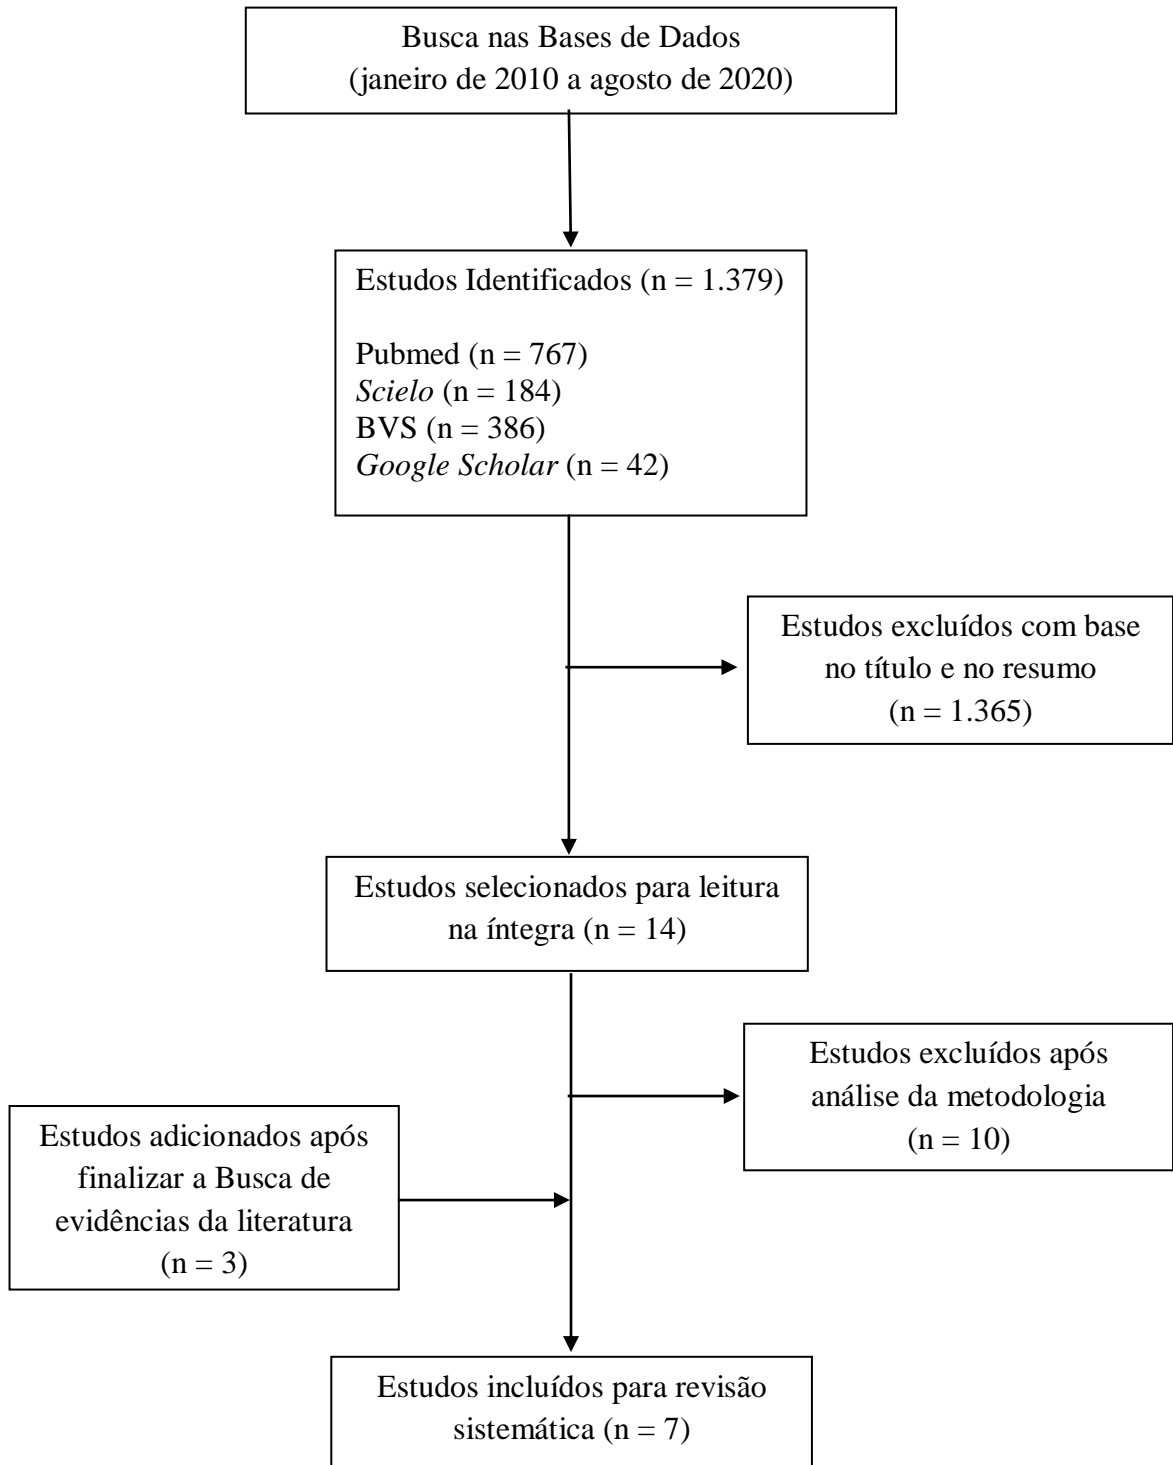 Busca nas Bases de Dados
(janeiro de 2010 a agosto de 2020)
Estudos Identificados (n = 1.379)
Pubmed (n = 767)
Scielo (n = 184)
BVS (n = 386)
Google Scholar (n = 42)
Estudos excluídos com base
no título e no resumo
(n = 1.365)
Estudos selecionados para leitura
na íntegra (n = 14)
Estudos excluídos após
análise da metodologia
(n = 10)
Estudos adicionados após
finalizar a Busca de
evidências da literatura
(n = 3)
Estudos incluídos para revisão
sistemática (n = 7)